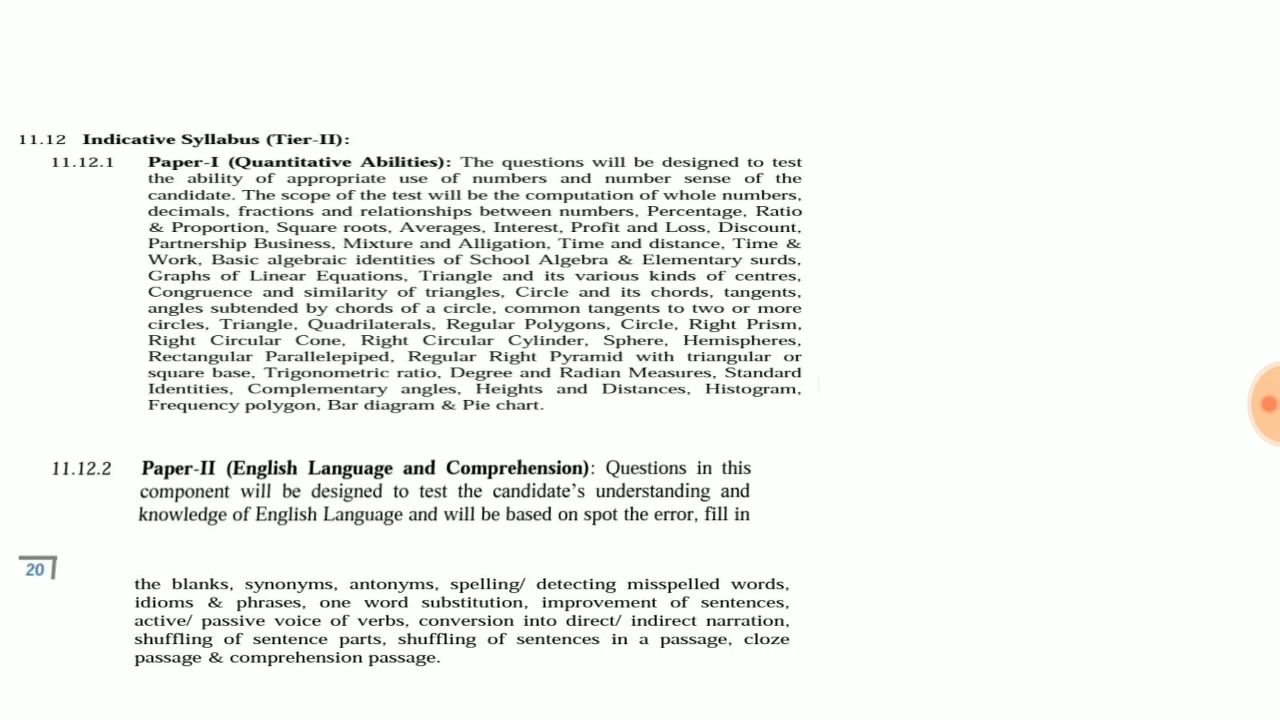 11.12 Indicative Syllabus (Tier-II):
11.12.1 Paper-I (Quantitative Abilities): The questions will be designed to test
the ability of appropriate use of numbers and number sense of the
candidate. The scope of the test will be the computation of whole numbers,
decimals, fractions and relationships between numbers, Percentage, Ratio
& Proportion, Square roots, Averages, Interest, Profit and Loss, Discount,
Partnership Business, Mixture and Alligation, Time and distance, Time &
Work, Basic algebraic identities of School Algebra & Elementary surds,
Graphs of Linear Equations, Triangle and its various kinds of centres,
Congruence and similarity of triangles, Circle and its chords, tangents,
angles subtended by chords of a circle, common tangents to two or more
circles, Triangle, Quadrilaterals, Regular Polygons, Circle, Right Prism,
Right Circular Cone, Right Circular Cylinder, Sphere, Hemispheres,
Rectangular Parallelepiped, Regular Right Pyramid with triangular or
square base, Trigonometric ratio, Degree and Radian Measures, Standard
Identities, Complementary angles, Heights and Distances, Histogram,
Frequency polygon, Bar diagram & Pie chart.
11.12.2 Paper-II (English Language and Comprehension): Questions in this
component will be designed to test the candidate's understanding and
knowledge of English Language and will be based on spot the error, fill in
20
the blanks, synonyms, antonyms, spelling/ detecting misspelled words,
idioms & phrases, one word substitution, improvement of sentences,
active/ passive voice of verbs, conversion into direct/ indirect narration,
shuffling of sentence parts, shuffling of sentences in a passage, cloze
passage & comprehension passage.